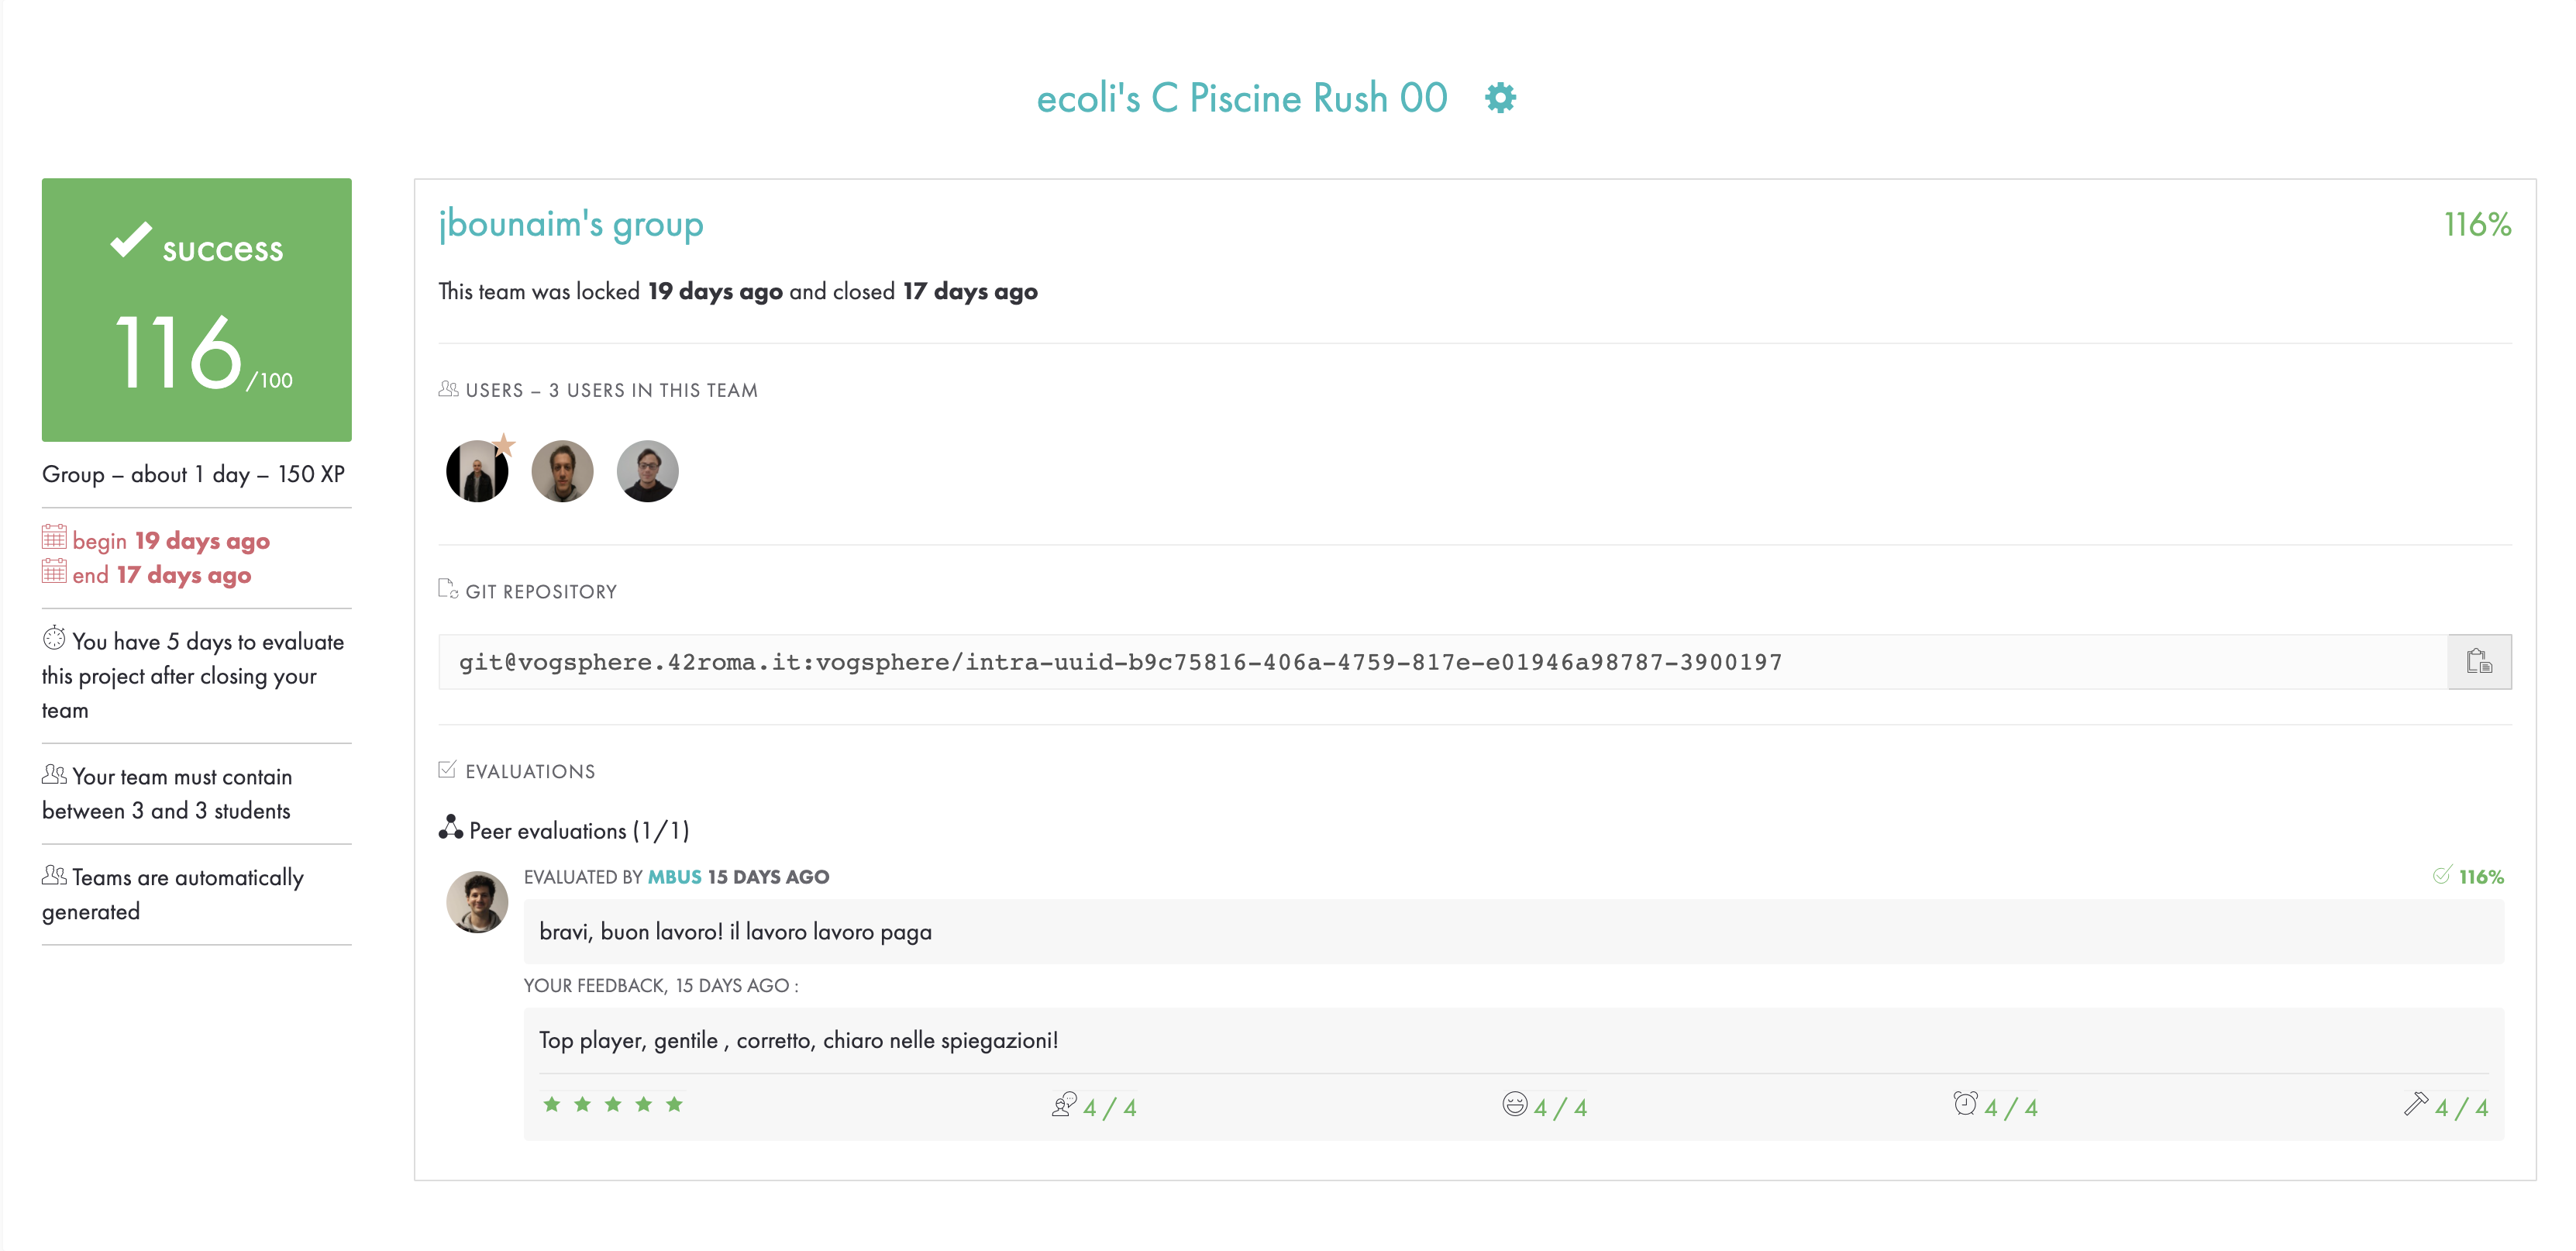 ecoli's C Piscine Rush 00
success
116/100
Group – about 1 day – 150 XP
begin 19 days ago
end 17 days ago
You have 5 days to evaluate
this project after closing your
team
Your team must contain
between 3 and 3 students
Teams are automatically
generated
jbounaim's group
116%
This team was locked 19 days ago and closed 17 days ago
USERS – 3 USERS IN THIS TEAM
GIT REPOSITORY
git@vogsphere.42roma.it:vogsphere/intra-uuid-b9c75816-406a-4759-817e-e01946a98787-3900197
EVALUATIONS
Peer evaluations (1/1)
EVALUATED BY MBUS 15 DAYS AGO
116%
bravi, buon lavoro! il lavoro lavoro paga
YOUR FEEDBACK, 15 DAYS AGO :
Top player, gentile , corretto, chiaro nelle spiegazioni!
4 / 4
4 / 4
4 / 4
4 / 4